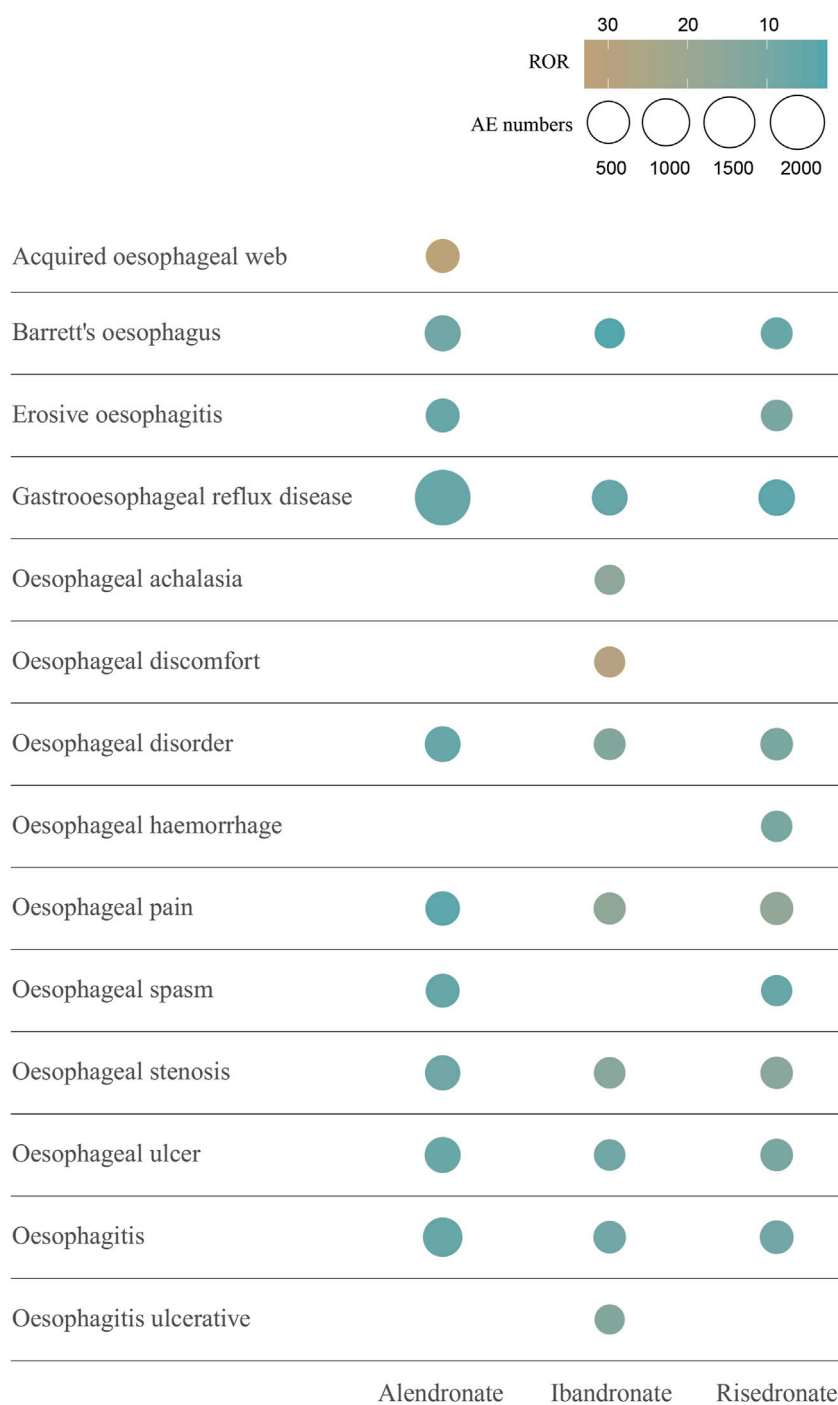 30 20 10
ROR
AE numbers
500 1000 1500 2000
Acquired oesophageal web
Barrett's oesophagus
Erosive oesophagitis
Gastrooesophageal reflux disease
Oesophageal achalasia
Oesophageal discomfort
Oesophageal disorder
Oesophageal haemorrhage
Oesophageal pain
Oesophageal spasm
Oesophageal stenosis
Oesophageal ulcer
Oesophagitis
Oesophagitis ulcerative
Alendronate Ibandronate Risedronate